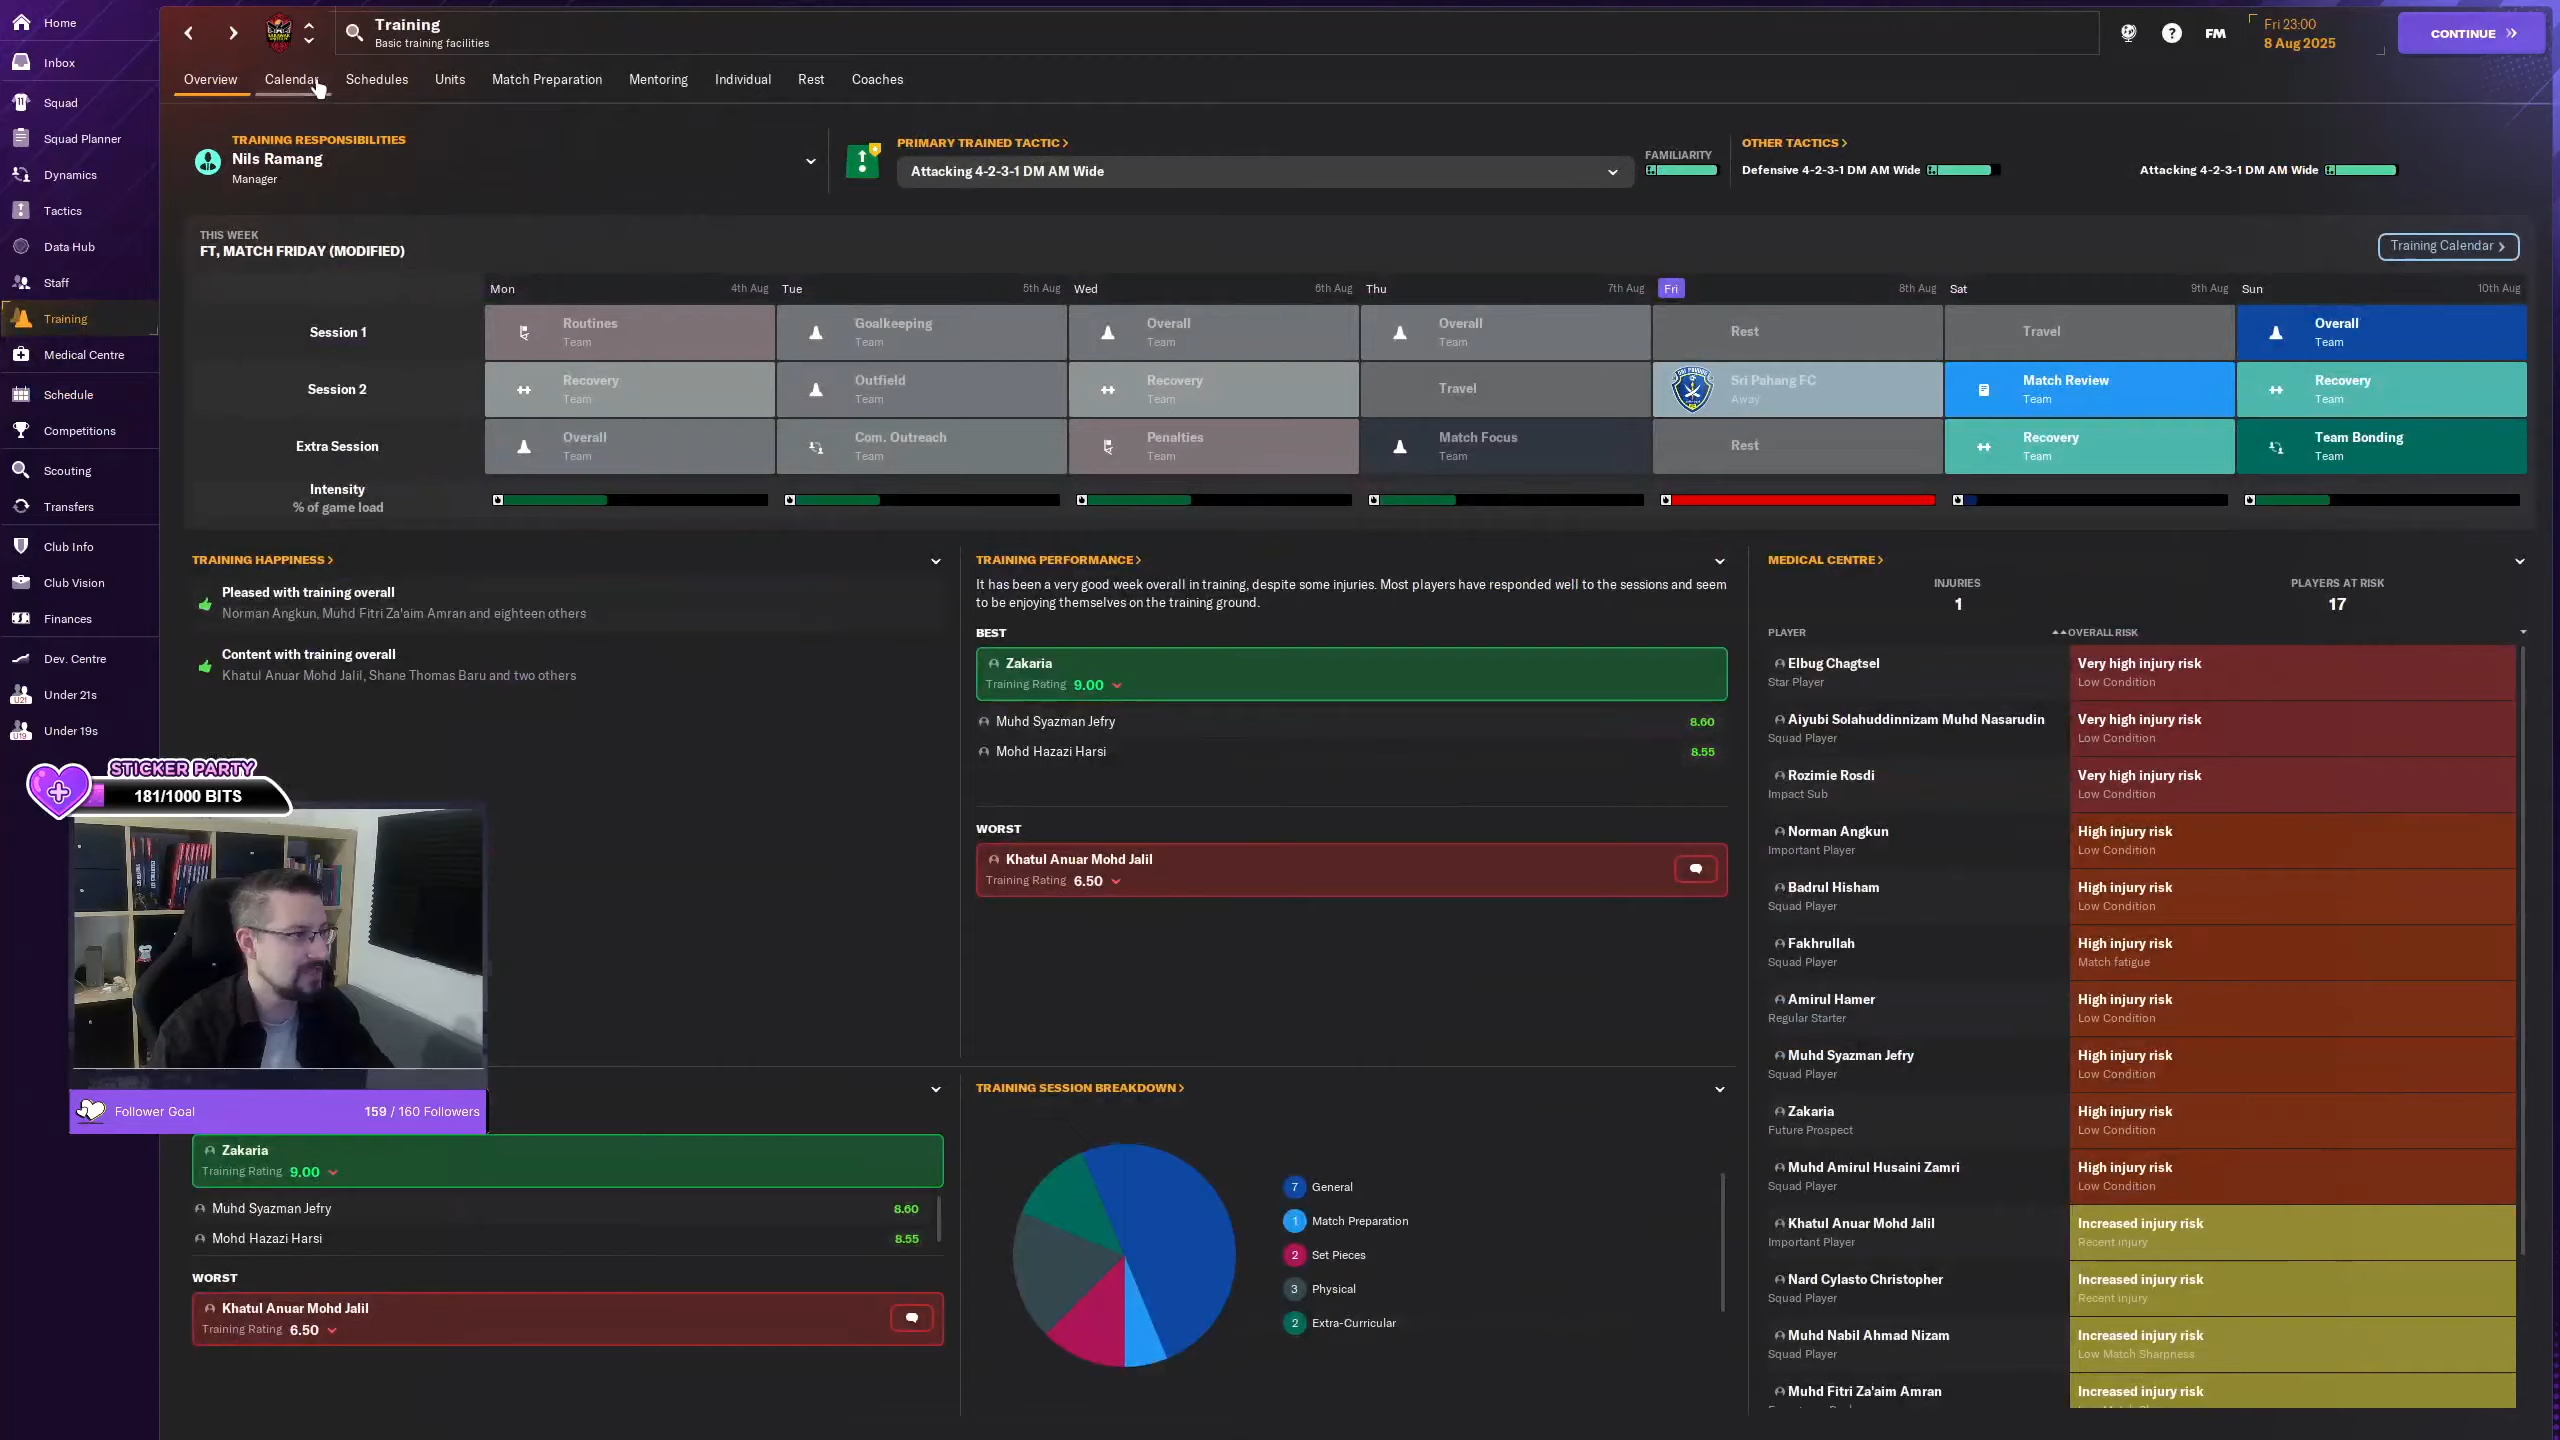 Home
Inbox
Squad
Squad Planner
Dynamics
Tactics
Data Hub
Staff
Training
Medical Centre
Schedule
Competitions
Scouting
Transfers
Club Info
Club Vision
Finances
Dev. Centre
U21 Under 21s
U19 Under 19s
Training
Basic training facilities
FM
Fri 23:00
8 Aug 2025
CONTINUE
Overview Calendar Schedules Units Match Preparation Mentoring Individual Rest Coaches
TRAINING RESPONSIBILITIES
Nils Ramang
Manager
PRIMARY TRAINED TACTIC >
Attacking 4-2-3-1 DM AM Wide
FAMILIARITY
OTHER TACTICS >
Defensive 4-2-3-1 DM AM Wide
Attacking 4-2-3-1 DM AM Wide
THIS WEEK
FT, MATCH FRIDAY (MODIFIED)
Training Calendar >
Mon 4th Aug Tue 5th Aug Wed 6th Aug Thu 7th Aug Fri 8th Aug Sat 9th Aug Sun 10th Aug
Session 1
Routines Goalkeeping Overall Overall Rest Travel Overall
Team Team Team Team Team
Session 2
Recovery Outfield Recovery Travel Sri Pahang FC Match Review Recovery
Team Team Team Away Team Team
Extra Session
Overall Com. Outreach Penalties Match Focus Rest Recovery Team Bonding
Team Team Team Team Team Team
Intensity
% of game load
TRAINING HAPPINESS >
Pleased with training overall
Norman Angkun, Muhd Fitri Za'aim Amran and eighteen others
Content with training overall
Khatul Anuar Mohd Jalil, Shane Thomas Baru and two others
TRAINING PERFORMANCE >
It has been a very good week overall in training, despite some injuries. Most players have responded well to the sessions and seem
to be enjoying themselves on the training ground.
BEST
Zakaria
Training Rating 9.00
Muhd Syazman Jefry 8.60
Mohd Hazazi Harsi 8.55
WORST
Khatul Anuar Mohd Jalil
Training Rating 6.50
MEDICAL CENTRE >
INJURIES PLAYERS AT RISK
1 17
PLAYER OVERALL RISK
Elbug Chagtsel Very high injury risk
Star Player Low Condition
Aiyubi Solahuddinnizam Muhd Nasarudin Very high injury risk
Squad Player Low Condition
Rozimie Rosdi Very high injury risk
Impact Sub Low Condition
Norman Angkun High injury risk
Important Player Low Condition
Badrul Hisham High injury risk
Squad Player Low Condition
Fakhrullah High injury risk
Squad Player Match fatigue
Amirul Hamer High injury risk
Regular Starter Low Condition
Muhd Syazman Jefry High injury risk
Squad Player Low Condition
Zakaria High injury risk
Future Prospect Low Condition
Muhd Amirul Husaini Zamri High injury risk
Squad Player Low Condition
Khatul Anuar Mohd Jalil Increased injury risk
Important Player Recent injury
Nard Cylasto Christopher Increased injury risk
Squad Player Recent injury
Muhd Nabil Ahmad Nizam Increased injury risk
Squad Player Low Match Sharpness
Muhd Fitri Za'aim Amran Increased injury risk
STICKER PARTY
181/1000 BITS
Follower Goal 159 / 160 Followers
Zakaria
Training Rating 9.00
Muhd Syazman Jefry 8.60
Mohd Hazazi Harsi 8.55
WORST
Khatul Anuar Mohd Jalil
Training Rating 6.50
TRAINING SESSION BREAKDOWN >
7 General
1 Match Preparation
2 Set Pieces
3 Physical
2 Extra-Curricular